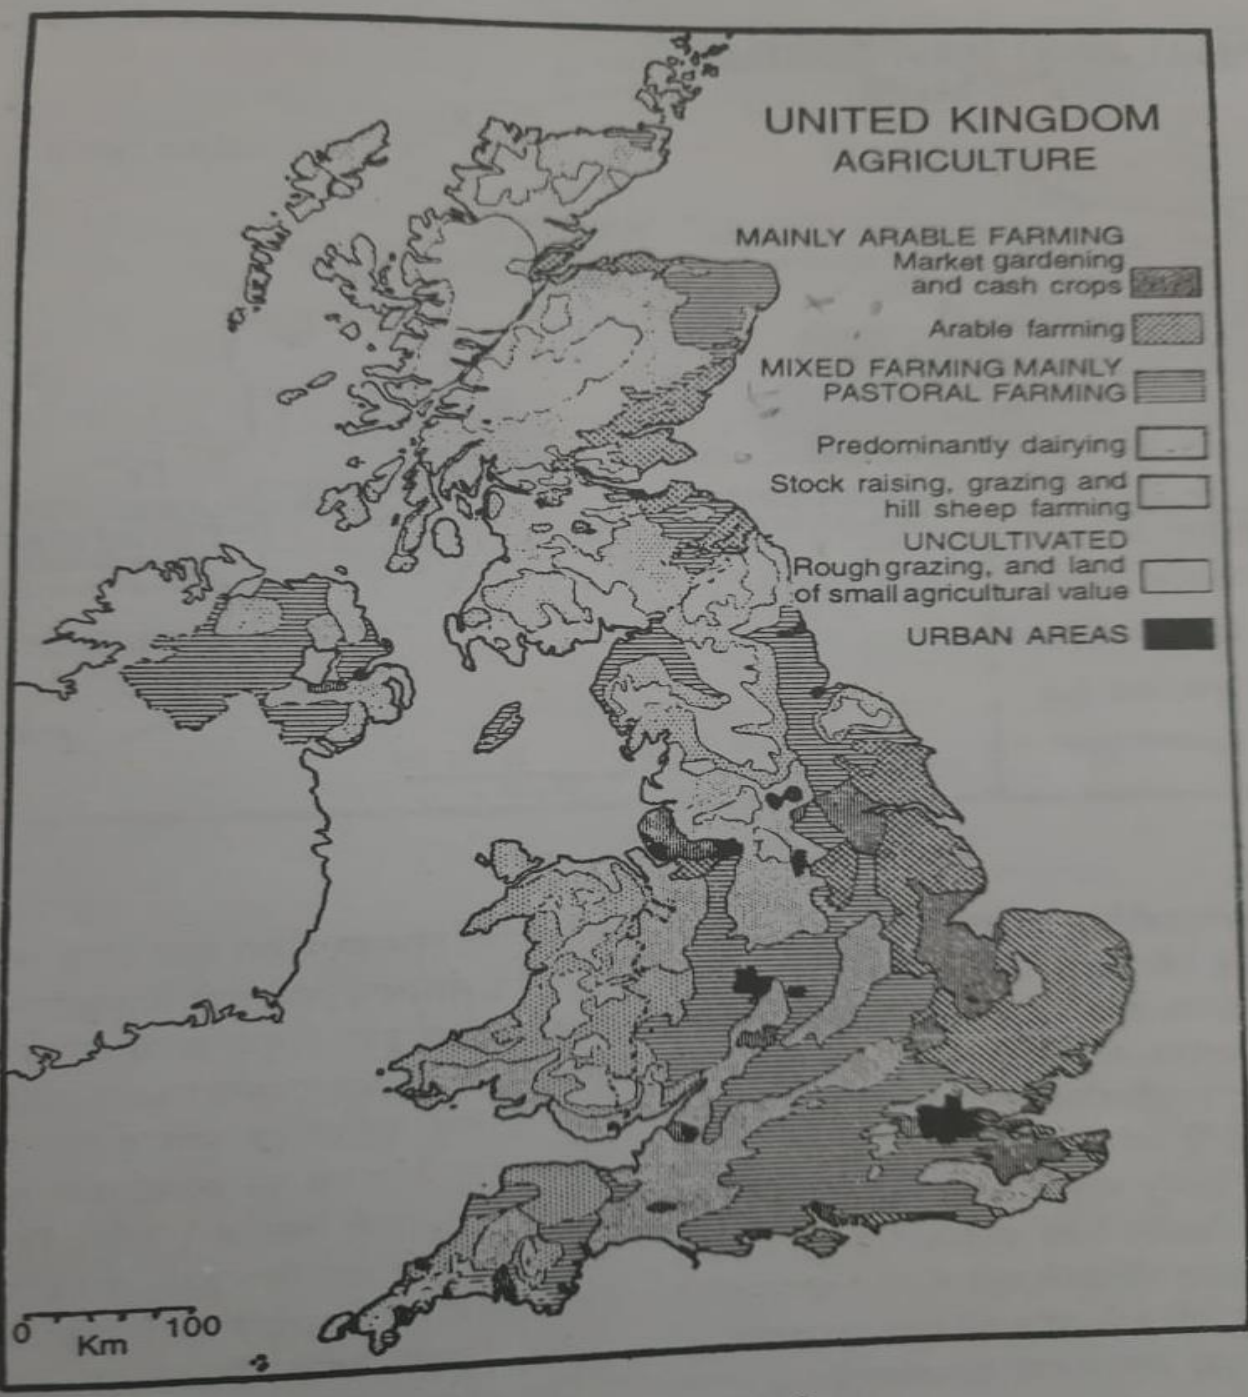 UNITED KINGDOM
AGRICULTURE
MAINLY ARABLE FARMING
Market gardening
and cash crops
Arable farming
MIXED FARMING MAINLY
PASTORAL FARMING
Predominantly dairying
Stock raising, grazing and
hill sheep farming
UNCULTIVATED
Rough grazing, and land
of small agricultural value
URBAN AREAS
0 100
Km